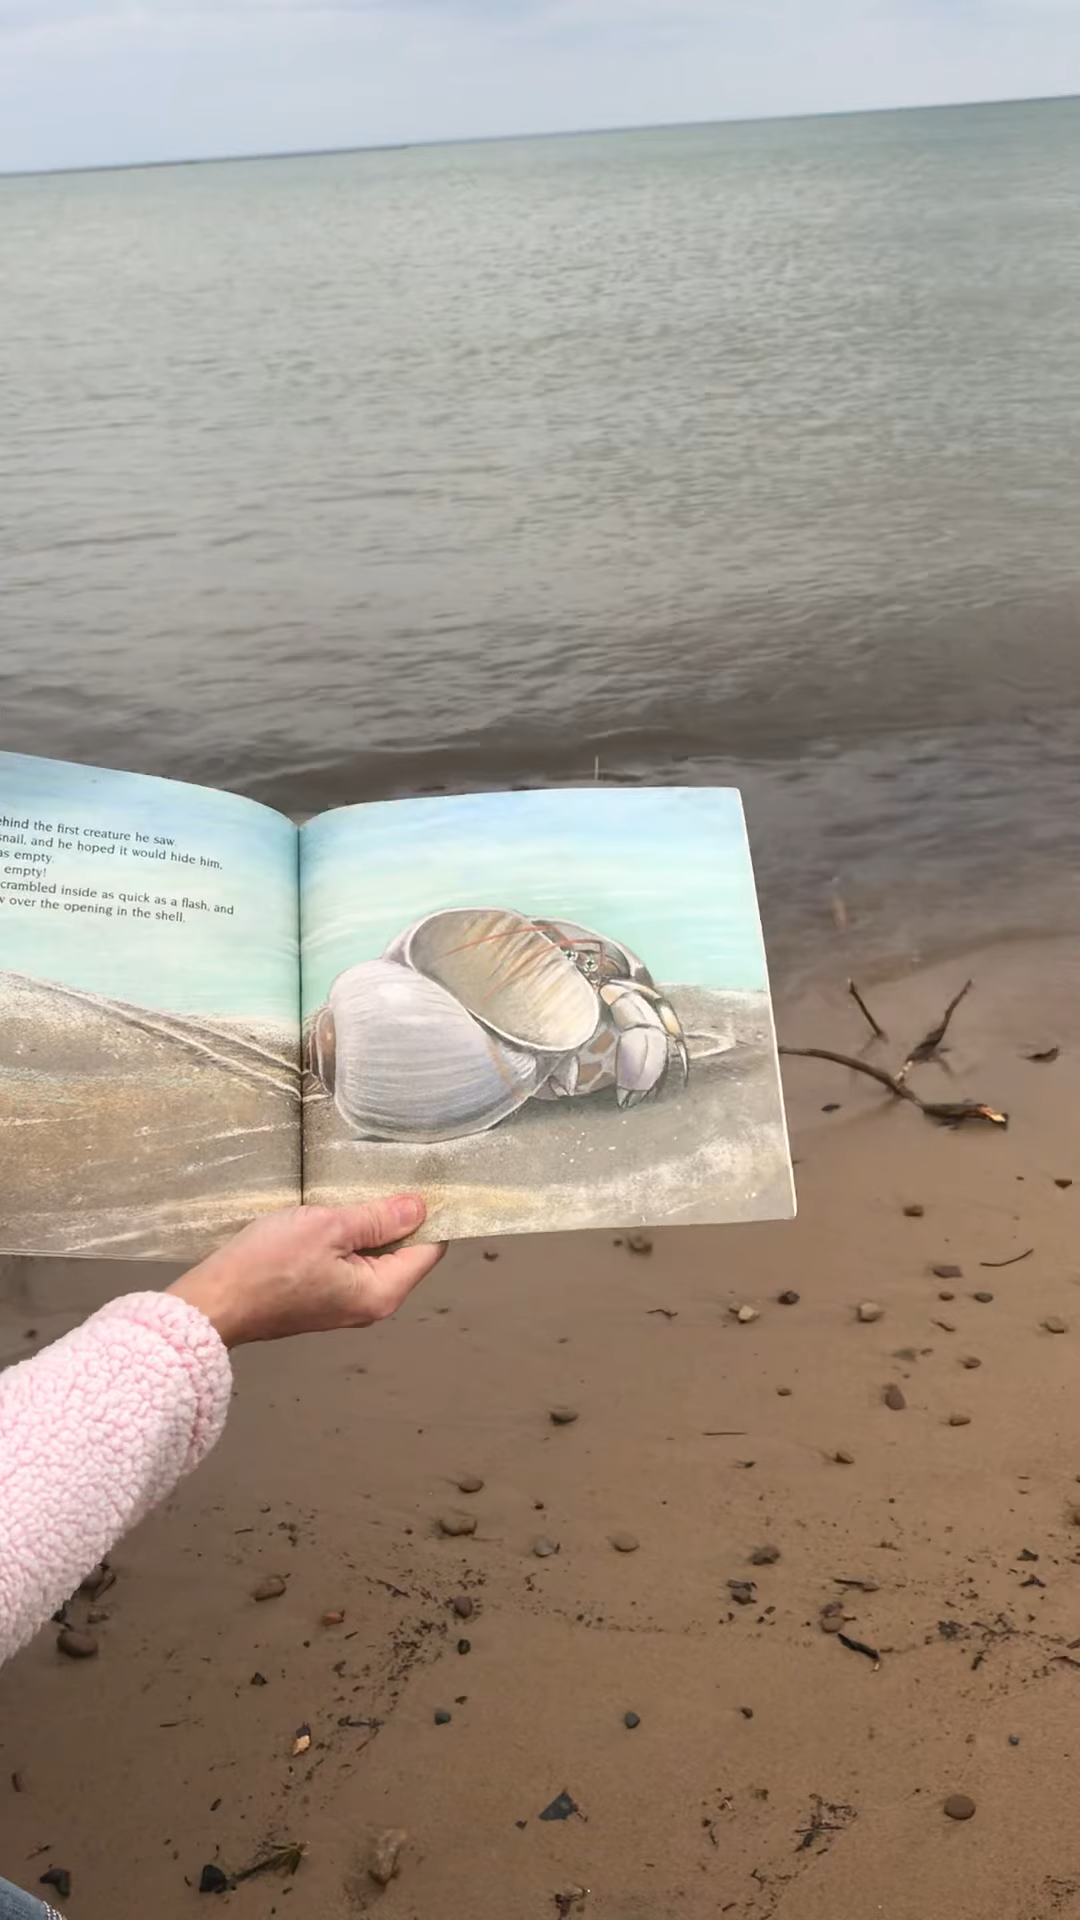 ehind the first creature he saw.
snail, and he hoped it would hide him,
as empty.
empty!
crambled inside as quick as a flash, and
w over the opening in the shell.